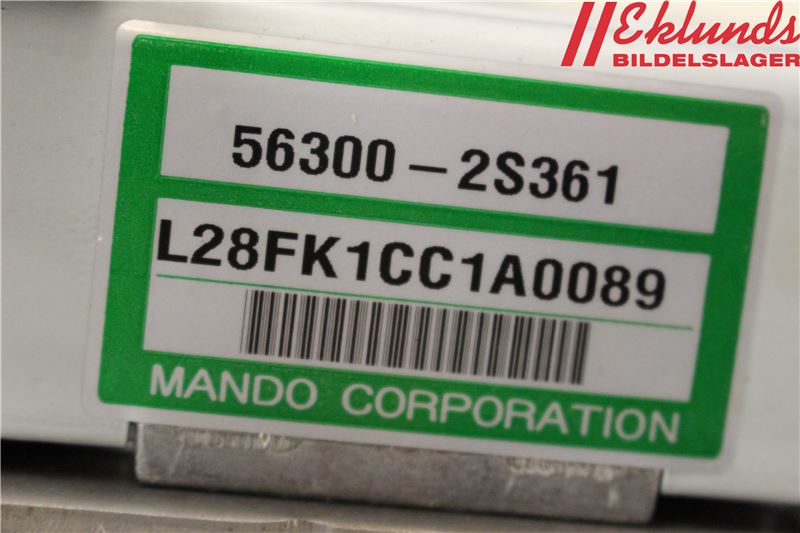 Eklunds
BILDELSLAGER
56300-2S361
L28FK1CC1A0089
MANDO CORPORATION